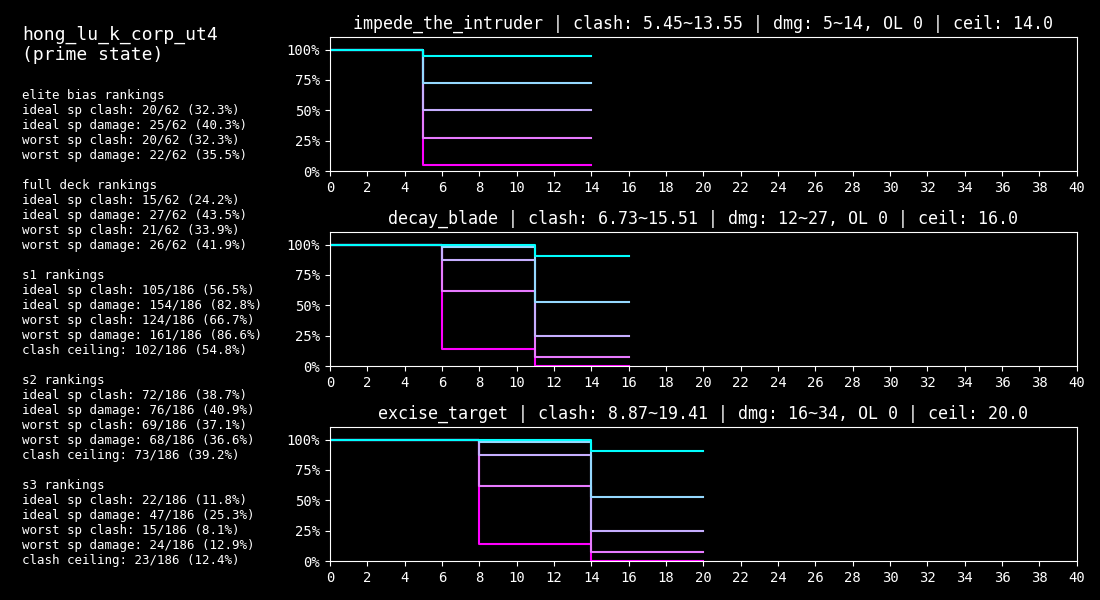 hong_lu_k_corp_ut4
(prime state)
elite bias rankings
ideal sp clash: 20/62 (32.3%)
ideal sp damage: 25/62 (40.3%)
worst sp clash: 20/62 (32.3%)
worst sp damage: 22/62 (35.5%)
full deck rankings
ideal sp clash: 15/62 (24.2%)
ideal sp damage: 27/62 (43.5%)
worst sp clash: 21/62 (33.9%)
worst sp damage: 26/62 (41.9%)
s1 rankings
ideal sp clash: 105/186 (56.5%)
ideal sp damage: 154/186 (82.8%)
worst sp clash: 124/186 (66.7%)
worst sp damage: 161/186 (86.6%)
clash ceiling: 102/186 (54.8%)
s2 rankings
ideal sp clash: 72/186 (38.7%)
ideal sp damage: 76/186 (40.9%)
worst sp clash: 69/186 (37.1%)
worst sp damage: 68/186 (36.6%)
clash ceiling: 73/186 (39.2%)
s3 rankings
ideal sp clash: 22/186 (11.8%)
ideal sp damage: 47/186 (25.3%)
worst sp clash: 15/186 (8.1%)
worst sp damage: 24/186 (12.9%)
clash ceiling: 23/186 (12.4%)
impede_the_intruder | clash: 5.45~13.55 | dmg: 5~14, OL 0 | ceil: 14.0
100%
75%
50%
25%
0%
0 2 4 6 8 10 12 14 16 18 20 22 24 26 28 30 32 34 36 38 40
decay_blade | clash: 6.73~15.51 | dmg: 12~27, OL 0 | ceil: 16.0
100%
75%
50%
25%
0%
0 2 4 6 8 10 12 14 16 18 20 22 24 26 28 30 32 34 36 38 40
excise_target | clash: 8.87~19.41 | dmg: 16~34, OL 0 | ceil: 20.0
100%
75%
50%
25%
0%
0 2 4 6 8 10 12 14 16 18 20 22 24 26 28 30 32 34 36 38 40